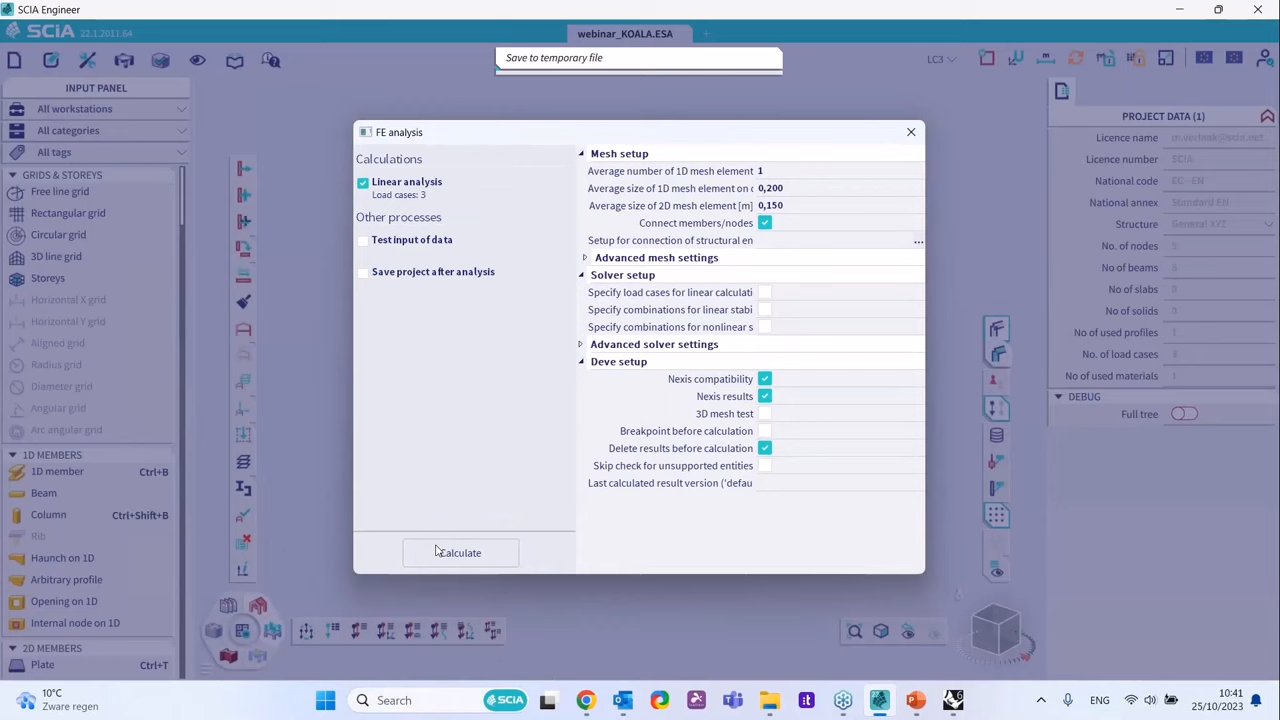 SCIA Engineer
SCIA 22.1.2011.64
webinar_KOALA.ESA
Save to temporary file
LC3
INPUT PANEL
All workstations
All categories
All tags
GRIDS & STOREYS
Free line grid
Rectangular grid
Circular grid
3D line grid
Storeys
Horizontal X grid
Horizontal Y grid
Aligned grid
Radius grid
Diameter grid
Angular grid
Arc angular grid
1D MEMBERS
1D member Ctrl+B
Beam
Column Ctrl+Shift+B
Rib
Haunch on 1D
Arbitrary profile
Opening on 1D
Internal node on 1D
2D MEMBERS
Plate Ctrl+T
FE analysis
Calculations
Linear analysis
Load cases: 3
Other processes
Test input of data
Save project after analysis
Calculate
Mesh setup
Average number of 1D mesh element 1
Average size of 1D mesh element on c 0,200
Average size of 2D mesh element [m] 0,150
Connect members/nodes
Setup for connection of structural en ...
Advanced mesh settings
Solver setup
Specify load cases for linear calculati
Specify combinations for linear stabi
Specify combinations for nonlinear s
Advanced solver settings
Deve setup
Nexis compatibility
Nexis results
3D mesh test
Breakpoint before calculation
Delete results before calculation
Skip check for unsupported entities
Last calculated result version ('defau
PROJECT DATA (1)
Licence name
Licence number SCIA
National code EC - EN
National annex Standard EN
Structure General XYZ
No. of nodes
No of beams
No of slabs
No of solids
No of used profiles
No. of load cases
No of used materials
DEBUG
Full tree
10°C
Zware regen
Search
SCIA
ENG
10:41
25/10/2023